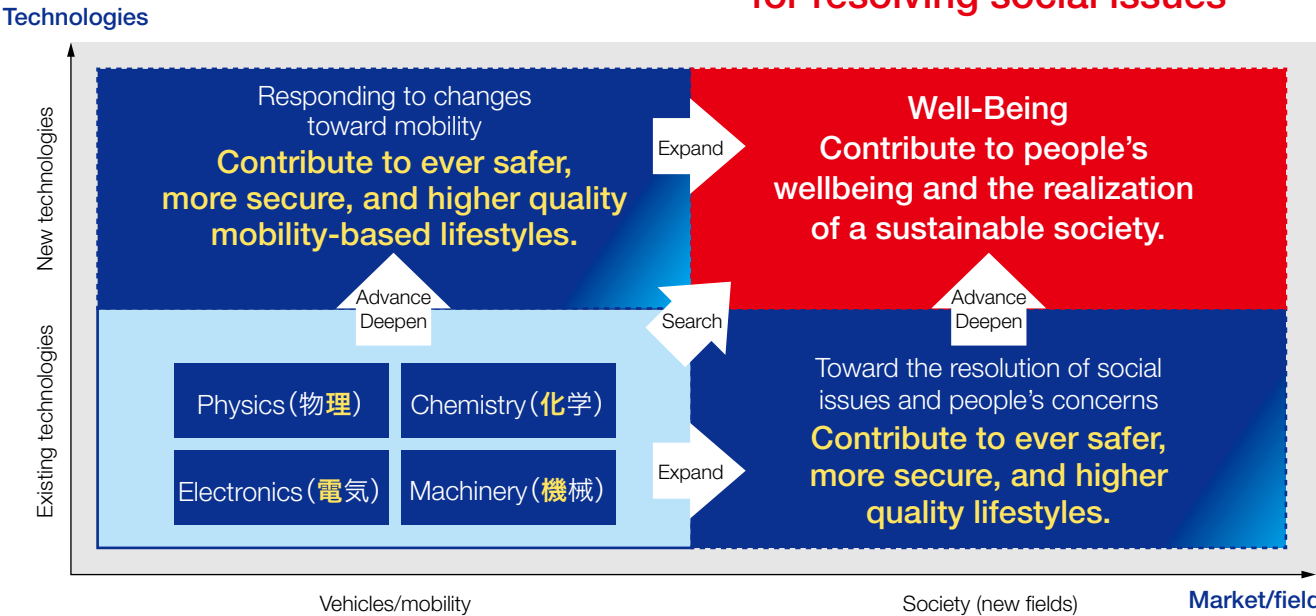 for resolving social issues
Technologies
New technologies
Existing technologies
Responding to changes
toward mobility
Contribute to ever safer,
more secure, and higher quality
mobility-based lifestyles.
Expand
Well-Being
Contribute to people's
wellbeing and the realization
of a sustainable society.
Advance
Deepen
Search
Advance
Deepen
Physics(物理)
Chemistry(化学)
Electronics(電気)
Machinery(機械)
Expand
Toward the resolution of social
issues and people's concerns
Contribute to ever safer,
more secure, and higher
quality lifestyles.
Vehicles/mobility
Society (new fields)
Market/field